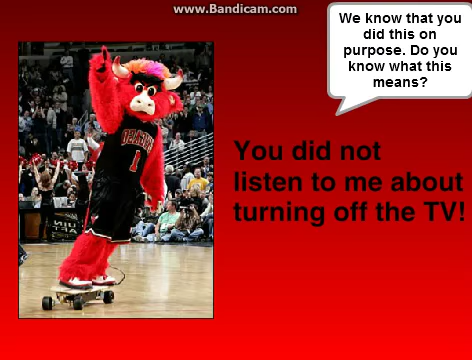 www.Bandicam.com
We know that you
did this on
purpose. Do you
know what this
means?
You did not
listen to me about
turning off the TV!
1